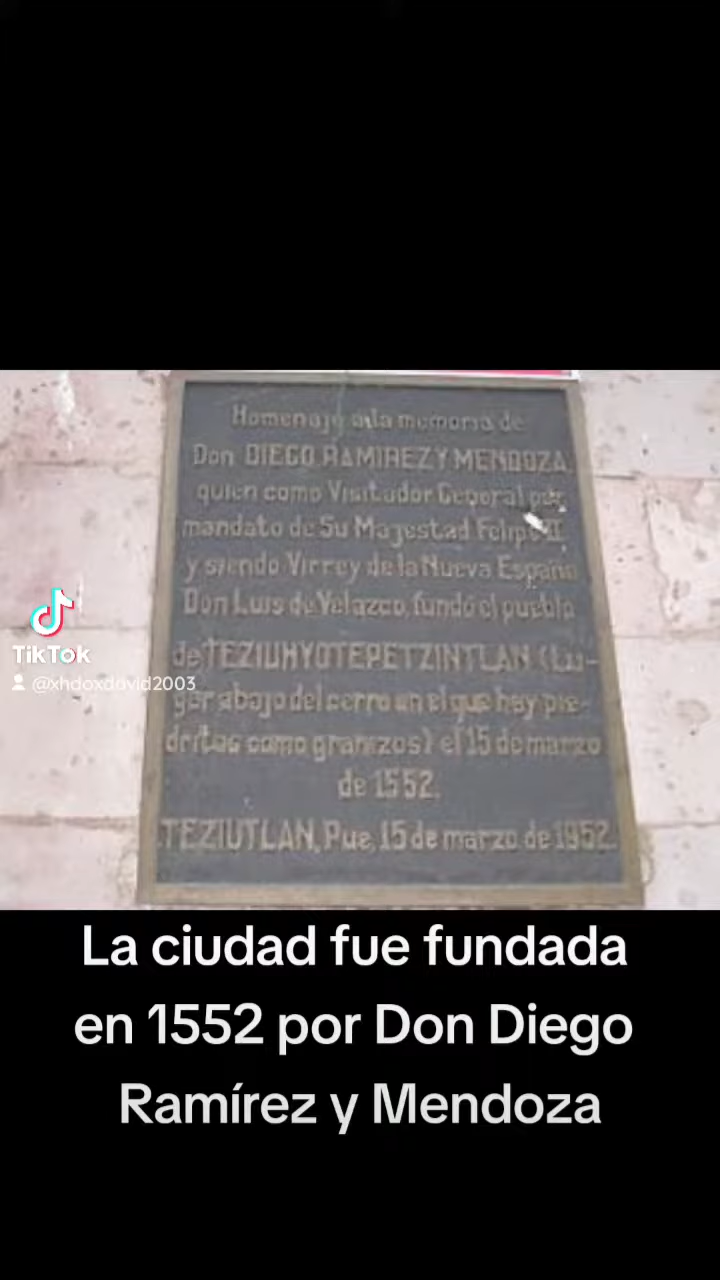 Homenaje a la memoria de
Don DIEGO RAMIREZ Y MENDOZA
quien como Visitador General por
mandato de Su Majestad Felipe II
y siendo Virrey de la Nueva España
Don Luis de Velazco, fundó el pueblo
de TEZIUHYOTEPETZINTLAN (Lu-
gar abajo del cerro en el que hay pie-
dritas como granizos) el 15 de marzo
de 1552.
TEZIUTLAN, Pue, 15 de marzo de 1952.
TikTok
@xhdoxdavid2003
La ciudad fue fundada
en 1552 por Don Diego
Ramírez y Mendoza